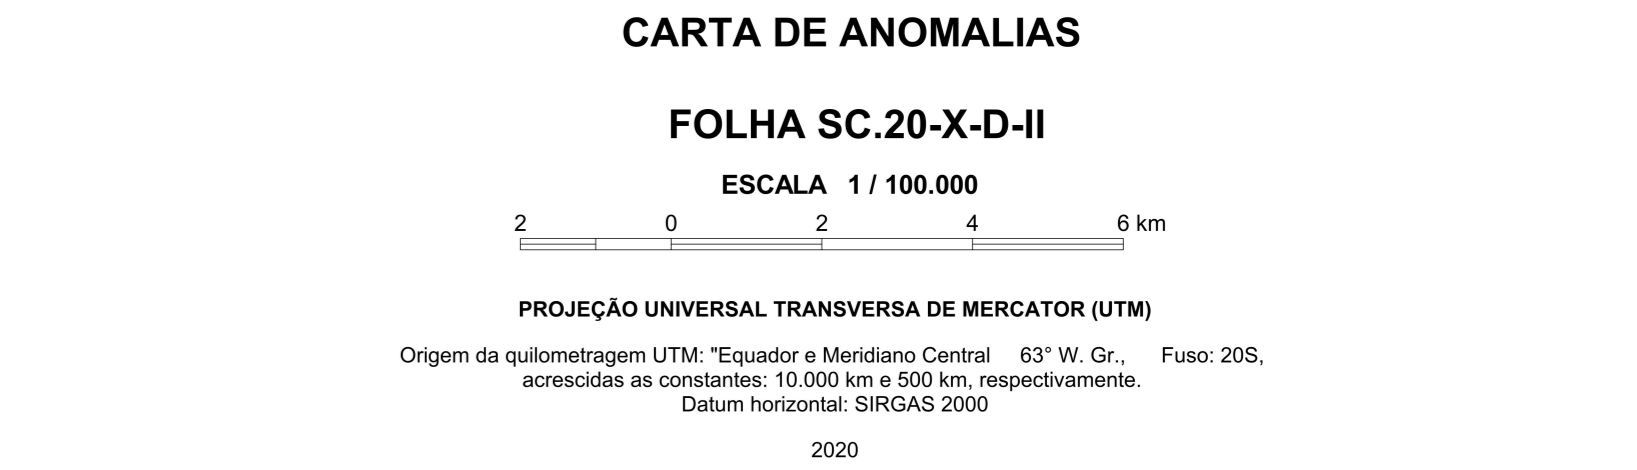 CARTA DE ANOMALIAS
FOLHA SC.20-X-D-II
ESCALA 1 / 100.000
2 0 2 4 6 km
PROJEÇÃO UNIVERSAL TRANSVERSA DE MERCATOR (UTM)
Origem da quilometragem UTM: "Equador e Meridiano Central 63° W. Gr., Fuso: 20S,
acrescidas as constantes: 10.000 km e 500 km, respectivamente.
Datum horizontal: SIRGAS 2000
2020